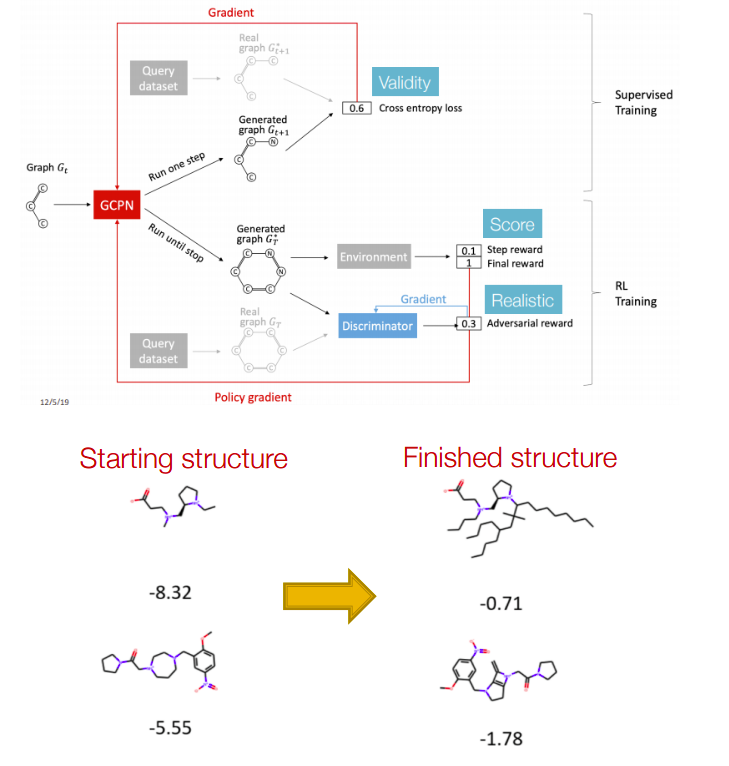 Gradient
Real
graph G*t+1
Query
dataset
Validity
0.6 Cross entropy loss
Generated
graph Gt+1
Supervised
Training
Graph Gt
Run one step
GCPN
Run until stop
Generated
graph G*T
Score
Environment
0.1 Step reward
1 Final reward
Gradient
Realistic
RL
Training
Real
graph GT
Discriminator
0.3 Adversarial reward
Query
dataset
12/5/19
Policy gradient
Starting structure
Finished structure
-8.32
-0.71
-5.55
-1.78